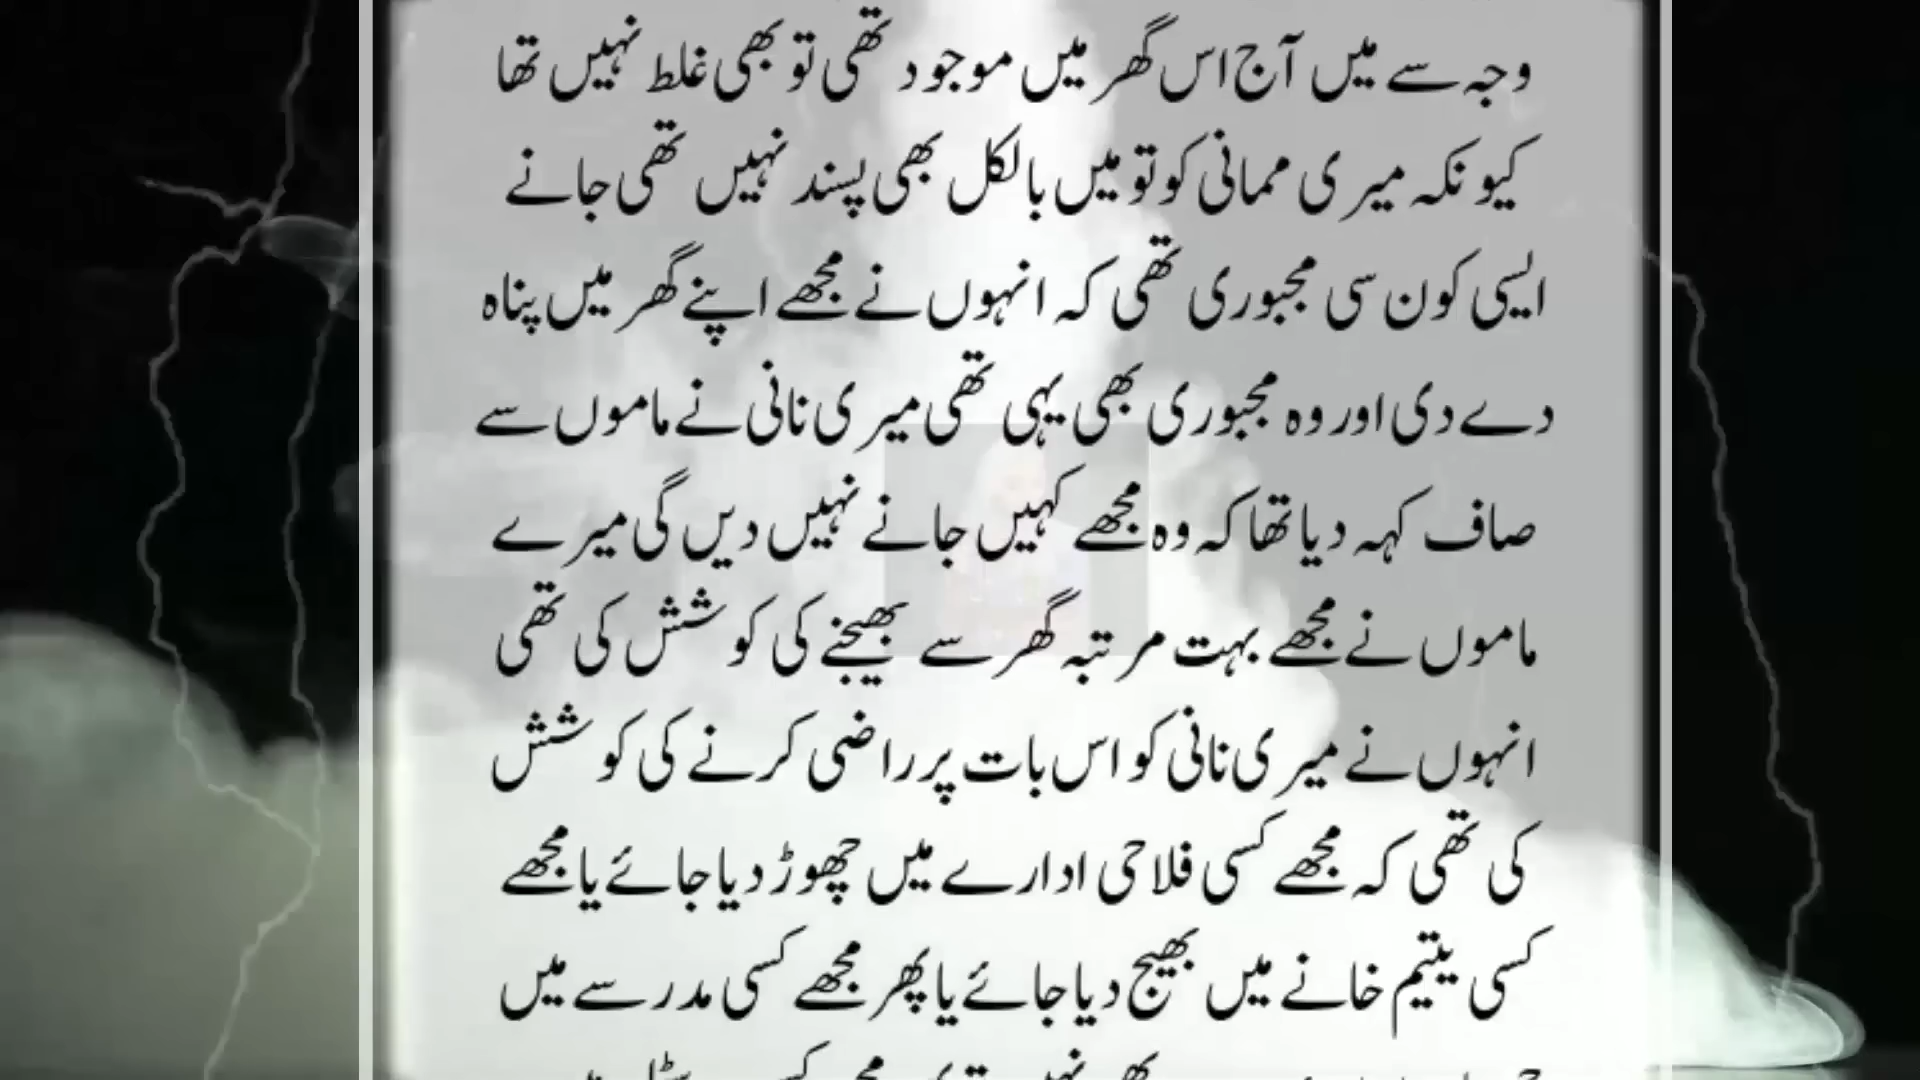 وجہ سے میں آج اس گھر میں موجود تھی تو بھی غلط نہیں تھا
کیونکہ میری ممانی کو تو میں بالکل بھی پسند نہیں تھی جانے
ایسی کون سی مجبوری تھی کہ انہوں نے مجھے اپنے گھر میں پناہ
دے دی اور وہ مجبوری بھی یہی تھی میری نانی نے ماموں سے
صاف کہہ دیا تھا کہ وہ مجھے کہیں جانے نہیں دیں گی میرے
ماموں نے مجھے بہت مرتبہ گھر سے بھیجنے کی کوشش کی تھی
انہوں نے میری نانی کو اس بات پر راضی کرنے کی کوشش
کی تھی کہ مجھے کسی فلاحی ادارے میں چھوڑ دیا جائے یا مجھے
کسی یتیم خانے میں بھیج دیا جائے یا پھر مجھے کسی مدرسے میں